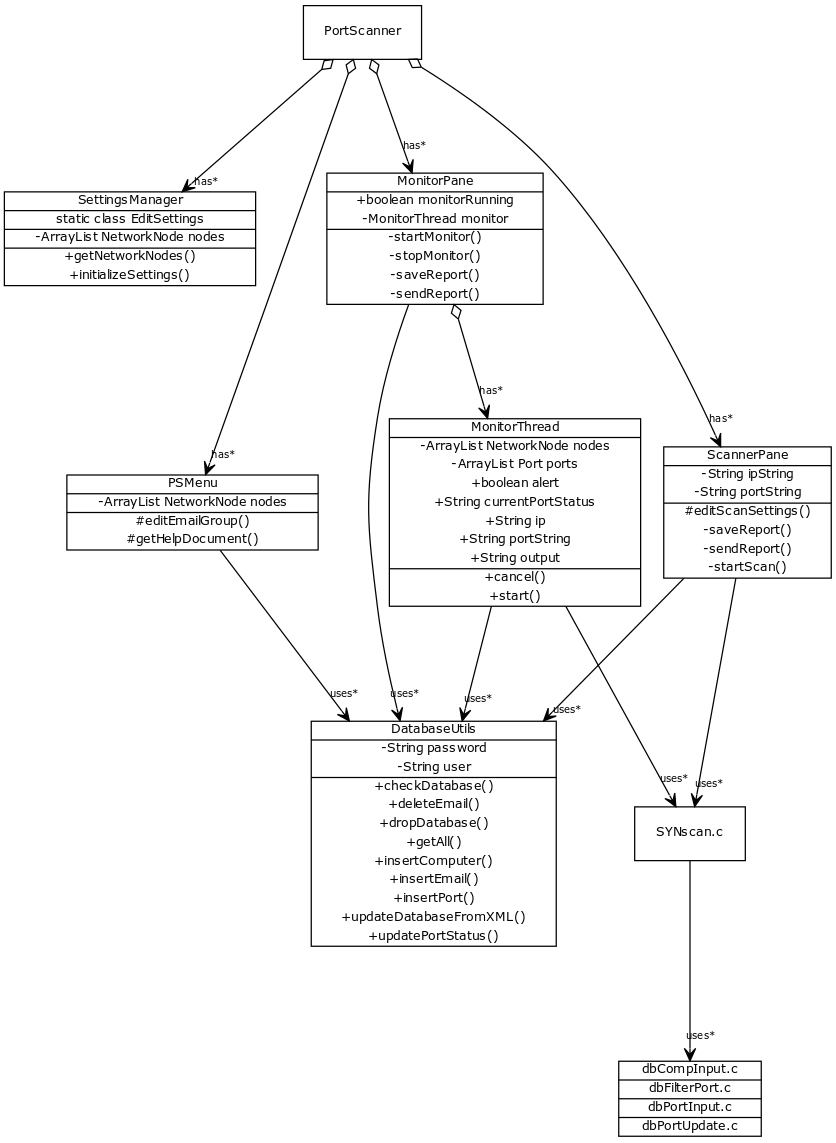 PortScanner
has*
MonitorPane
+boolean monitorRunning
-MonitorThread monitor
-startMonitor()
-stopMonitor()
-saveReport()
-sendReport()
has*
SettingsManager
static class EditSettings
-ArrayList NetworkNode nodes
+getNetworkNodes()
+initializeSettings()
has*
MonitorThread
-ArrayList NetworkNode nodes
-ArrayList Port ports
+boolean alert
+String currentPortStatus
+String ip
+String portString
+String output
+cancel()
+start()
has*
ScannerPane
-String ipString
-String portString
#editScanSettings()
-saveReport()
-sendReport()
-startScan()
has*
PSMenu
-ArrayList NetworkNode nodes
#editEmailGroup()
#getHelpDocument()
uses*
uses*
uses*
uses*
DatabaseUtils
-String password
-String user
+checkDatabase()
+deleteEmail()
+dropDatabase()
+getAll()
+insertComputer()
+insertEmail()
+insertPort()
+updateDatabaseFromXML()
+updatePortStatus()
uses*
uses*
SYNscan.c
uses*
dbCompInput.c
dbFilterPort.c
dbPortInput.c
dbPortUpdate.c